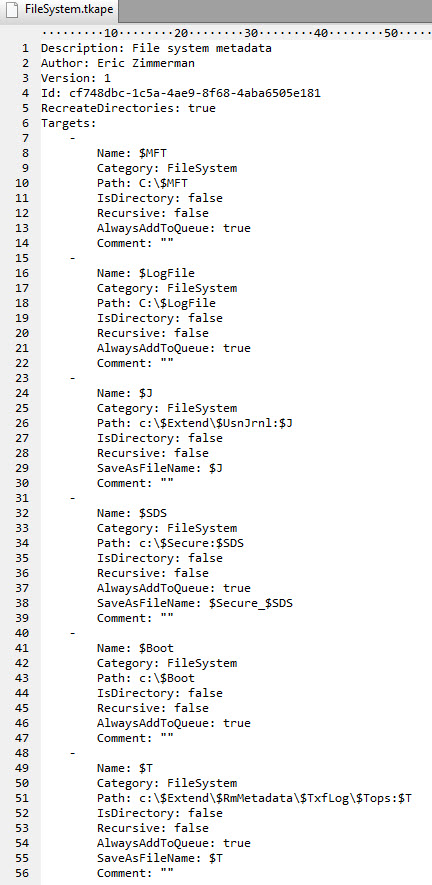 FileSystem.tkape
·········10········20········30········40········50·····
1 Description: File system metadata
2 Author: Eric Zimmerman
3 Version: 1
4 Id: cf748dbc-1c5a-4ae9-8f68-4aba6505e181
5 RecreateDirectories: true
6 Targets:
7     -
8         Name: $MFT
9         Category: FileSystem
10         Path: C:\$MFT
11         IsDirectory: false
12         Recursive: false
13         AlwaysAddToQueue: true
14         Comment: ""
15     -
16         Name: $LogFile
17         Category: FileSystem
18         Path: C:\$LogFile
19         IsDirectory: false
20         Recursive: false
21         AlwaysAddToQueue: true
22         Comment: ""
23     -
24         Name: $J
25         Category: FileSystem
26         Path: c:\$Extend\$UsnJrnl:$J
27         IsDirectory: false
28         Recursive: false
29         SaveAsFileName: $J
30         Comment: ""
31     -
32         Name: $SDS
33         Category: FileSystem
34         Path: c:\$Secure:$SDS
35         IsDirectory: false
36         Recursive: false
37         AlwaysAddToQueue: true
38         SaveAsFileName: $Secure_$SDS
39         Comment: ""
40     -
41         Name: $Boot
42         Category: FileSystem
43         Path: c:\$Boot
44         IsDirectory: false
45         Recursive: false
46         AlwaysAddToQueue: true
47         Comment: ""
48     -
49         Name: $T
50         Category: FileSystem
51         Path: c:\$Extend\$RmMetadata\$TxfLog\$Tops:$T
52         IsDirectory: false
53         Recursive: false
54         AlwaysAddToQueue: true
55         SaveAsFileName: $T
56         Comment: ""